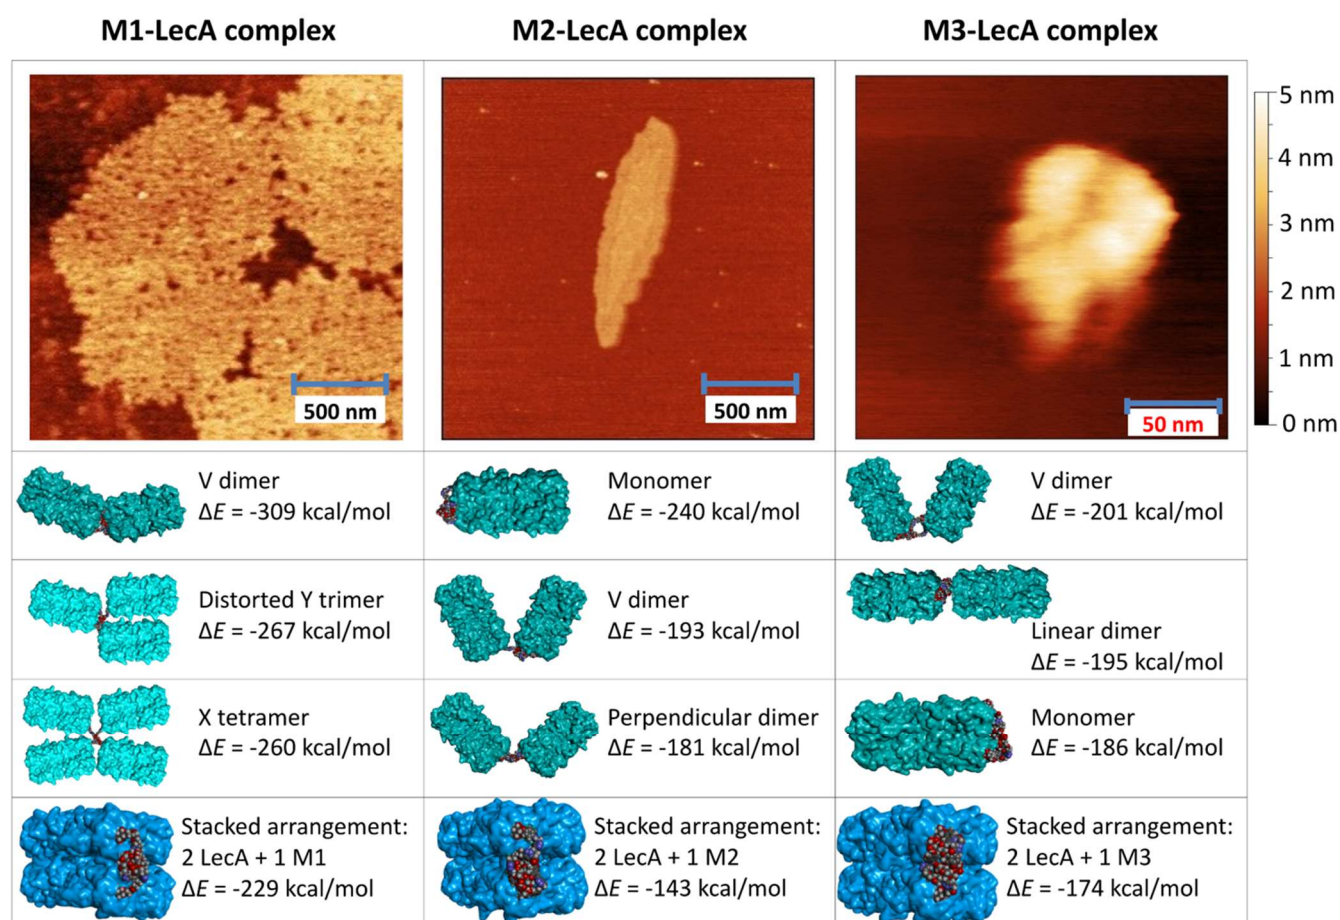 M1-LecA complex
M2-LecA complex
M3-LecA complex
5 nm
4 nm
3 nm
2 nm
1 nm
0 nm
500 nm
500 nm
50 nm
V dimer
ΔE = -309 kcal/mol
Monomer
ΔE = -240 kcal/mol
V dimer
ΔE = -201 kcal/mol
Distorted Y trimer
ΔE = -267 kcal/mol
V dimer
ΔE = -193 kcal/mol
Linear dimer
ΔE = -195 kcal/mol
X tetramer
ΔE = -260 kcal/mol
Perpendicular dimer
ΔE = -181 kcal/mol
Monomer
ΔE = -186 kcal/mol
Stacked arrangement:
2 LecA + 1 M1
ΔE = -229 kcal/mol
Stacked arrangement:
2 LecA + 1 M2
ΔE = -143 kcal/mol
Stacked arrangement:
2 LecA + 1 M3
ΔE = -174 kcal/mol